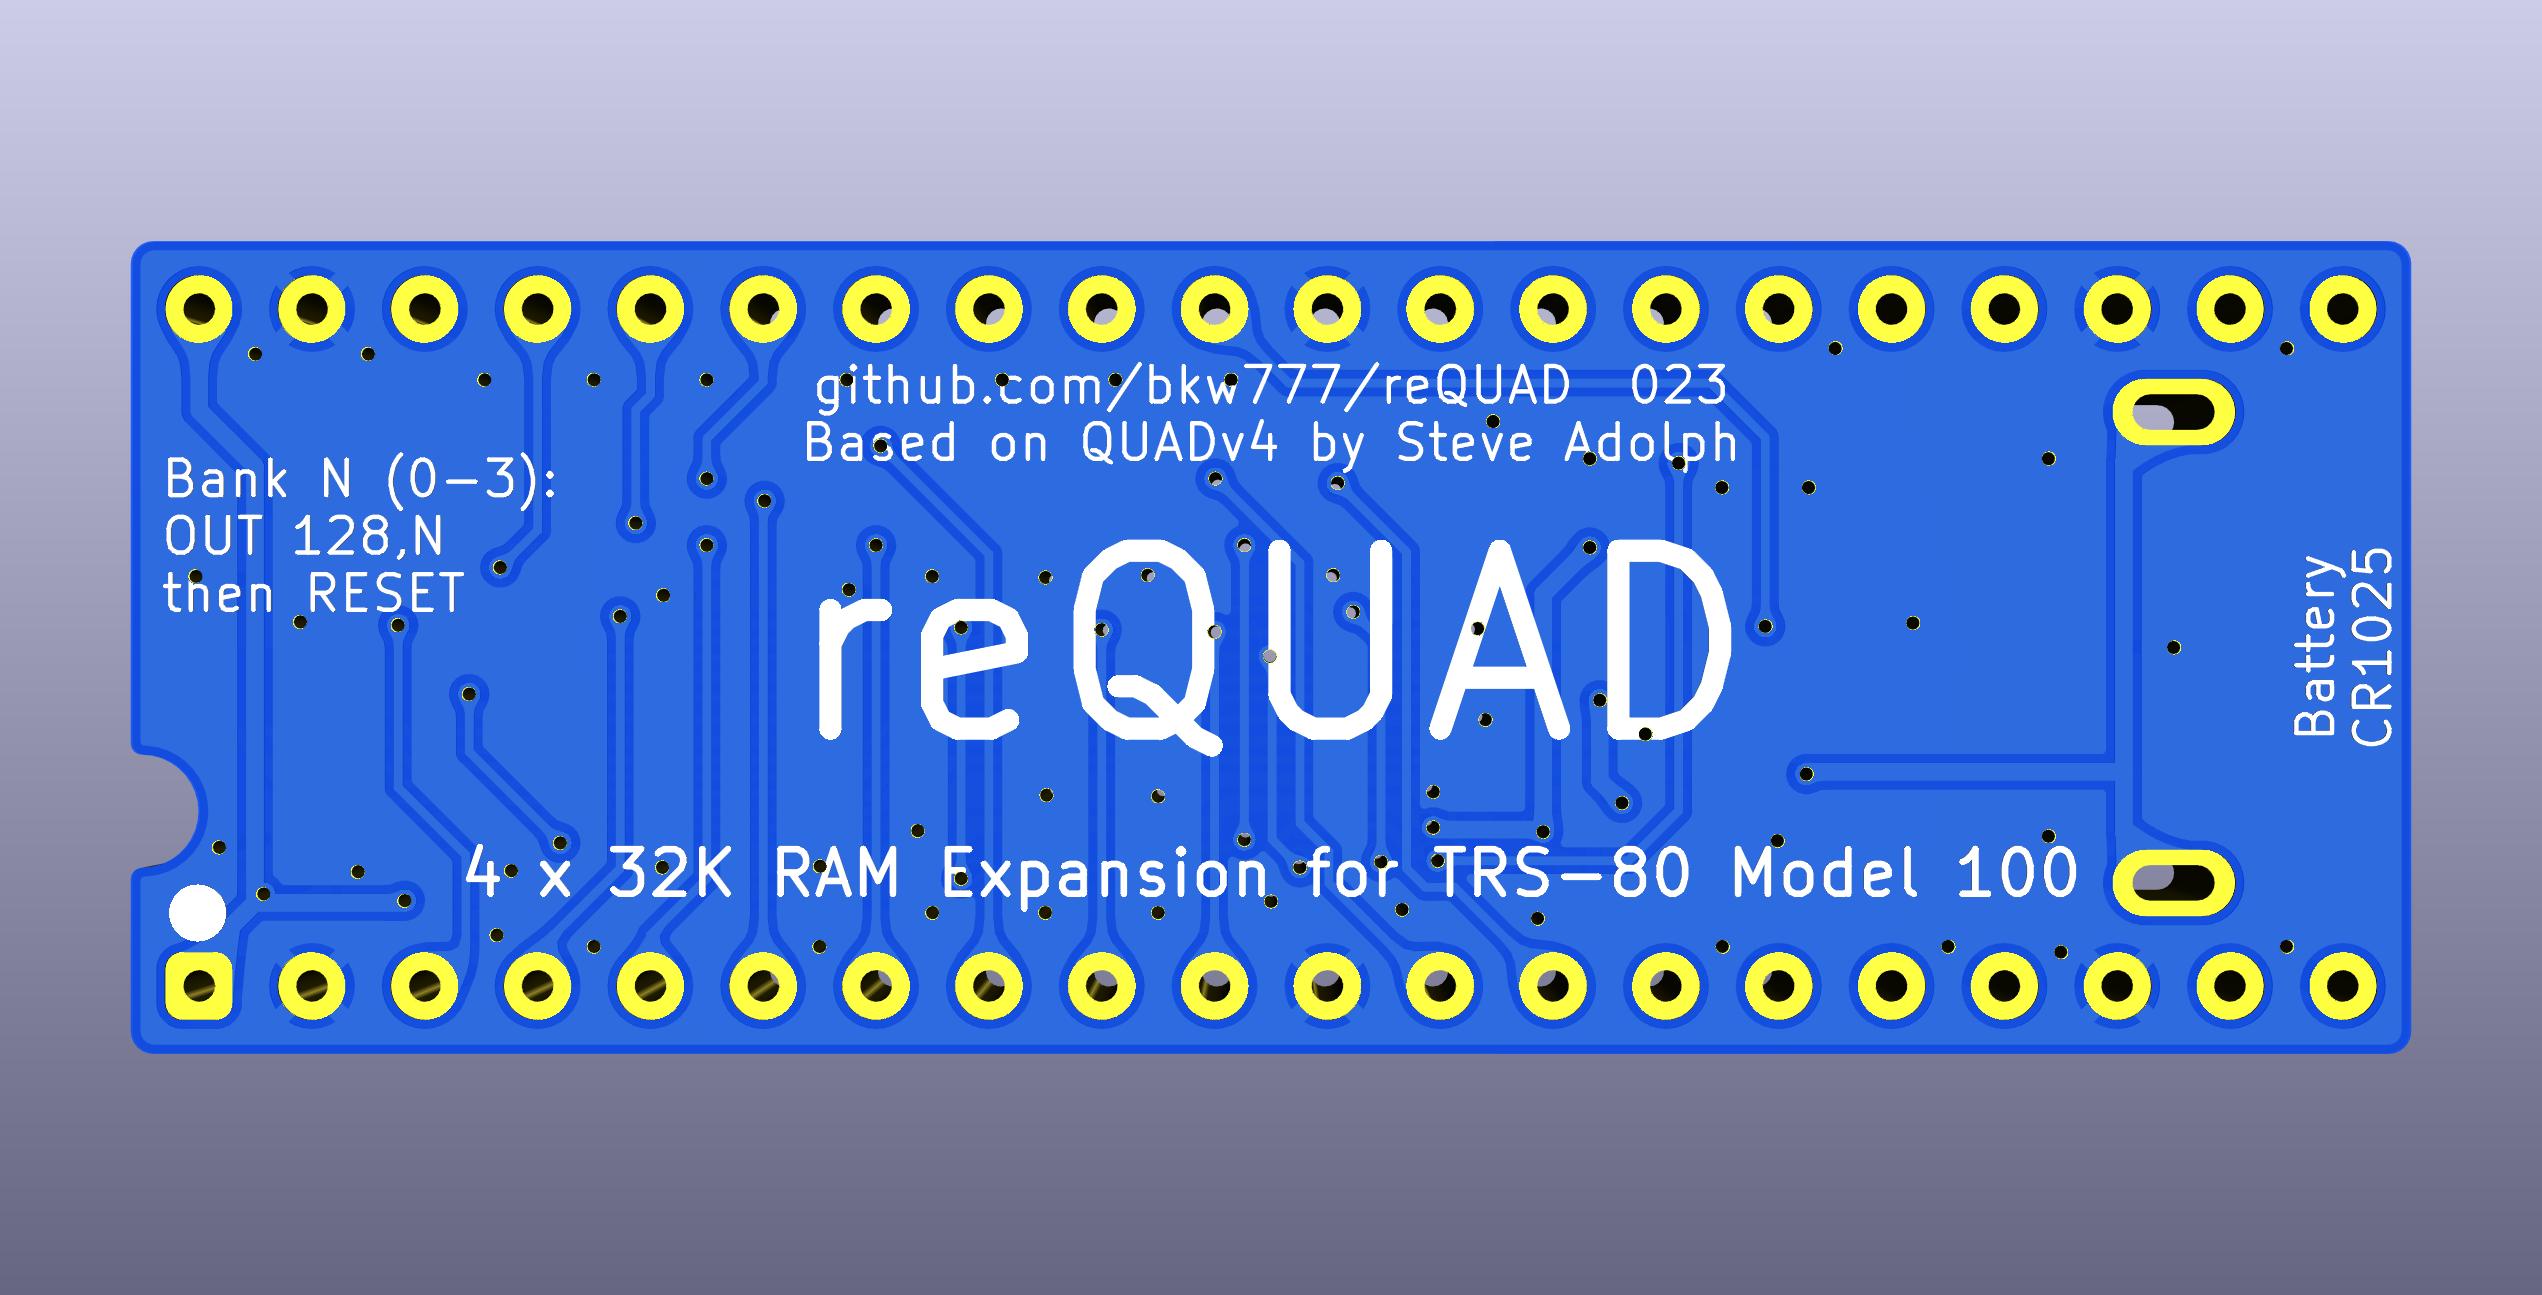 github.com/bkw777/reQUAD  023
Based on QUADv4 by Steve Adolph
Bank N (0-3):
OUT 128,N
then RESET
reQUAD
Battery
CR1025
4 x 32K RAM Expansion for TRS-80 Model 100